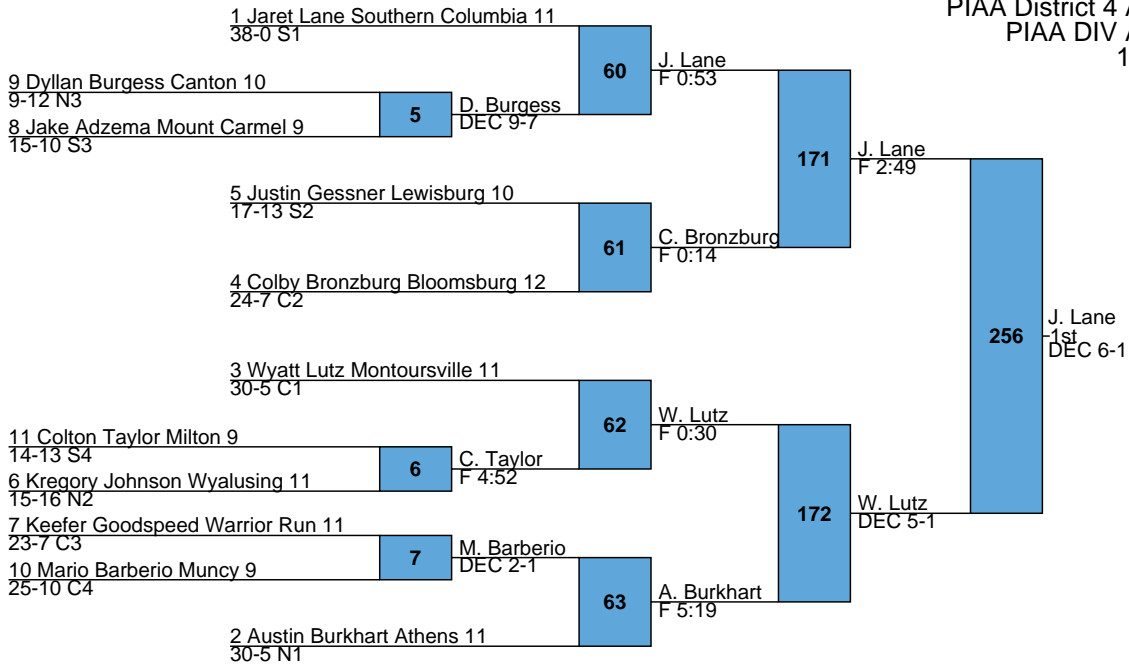 PIAA District 4 A
PIAA DIV A
1
1 Jaret Lane Southern Columbia 11
38-0 S1
60
J. Lane
F 0:53
9 Dyllan Burgess Canton 10
9-12 N3
5
D. Burgess
DEC 9-7
8 Jake Adzema Mount Carmel 9
15-10 S3
171
J. Lane
F 2:49
5 Justin Gessner Lewisburg 10
17-13 S2
61
C. Bronzburg
F 0:14
4 Colby Bronzburg Bloomsburg 12
24-7 C2
256
J. Lane
1st
DEC 6-1
3 Wyatt Lutz Montoursville 11
30-5 C1
62
W. Lutz
F 0:30
11 Colton Taylor Milton 9
14-13 S4
6
C. Taylor
F 4:52
6 Kregory Johnson Wyalusing 11
15-16 N2
172
W. Lutz
DEC 5-1
7 Keefer Goodspeed Warrior Run 11
23-7 C3
7
M. Barberio
DEC 2-1
10 Mario Barberio Muncy 9
25-10 C4
63
A. Burkhart
F 5:19
2 Austin Burkhart Athens 11
30-5 N1